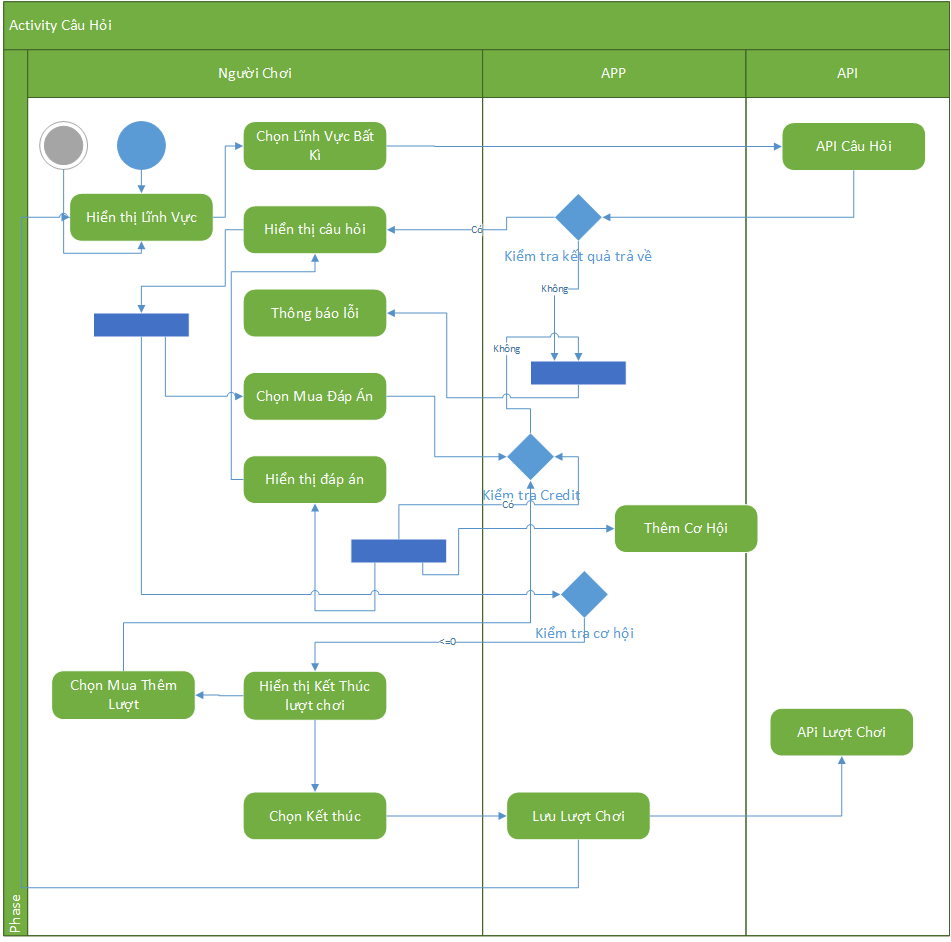 Activity Câu Hỏi
Người Chơi
APP
API
Chọn Lĩnh Vực Bất
Kì
API Câu Hỏi
Hiển thị Lĩnh Vực
Hiển thị câu hỏi
Có
Kiểm tra kết quả trả về
Không
Thông báo lỗi
Không
Chọn Mua Đáp Án
Hiển thị đáp án
Kiểm tra Credit
Có
Thêm Cơ Hội
Kiểm tra cơ hội
<=0
Chọn Mua Thêm
Lượt
Hiển thị Kết Thúc
lượt chơi
APi Lượt Chơi
Chọn Kết thúc
Lưu Lượt Chơi
Phase